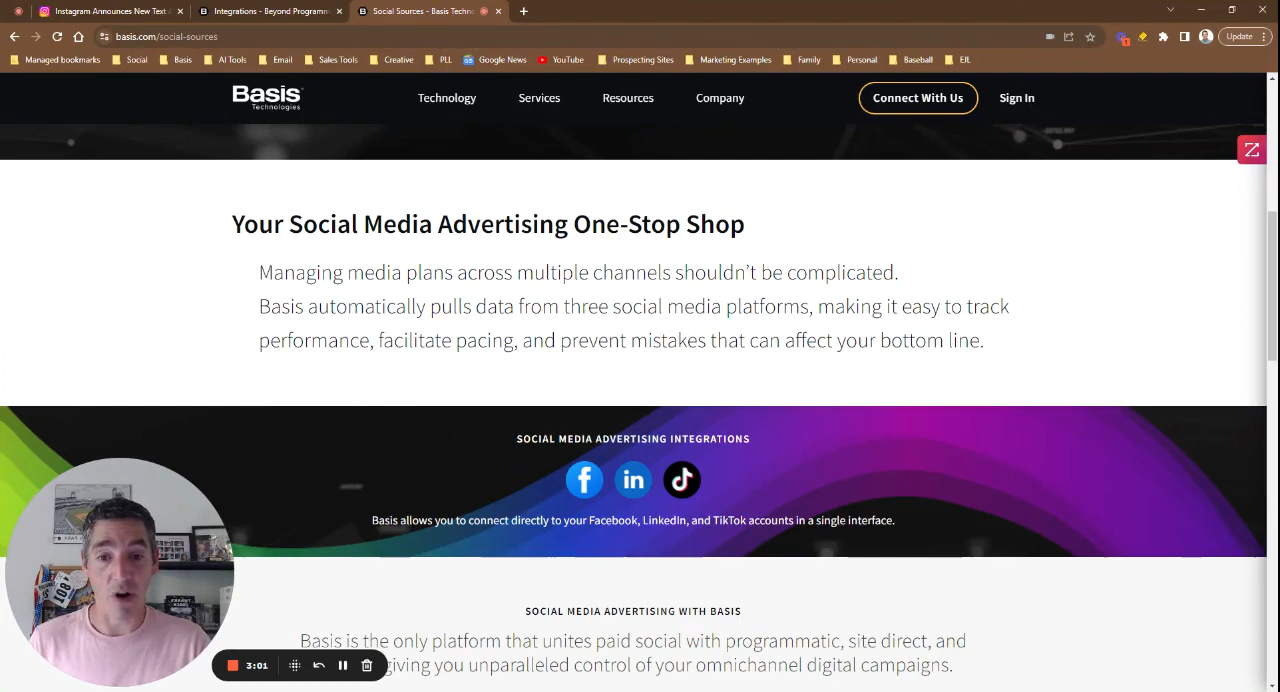 Instagram Announces New Text A
Integrations - Beyond Programm
Social Sources - Basis Techno
basis.com/social-sources
Update
Managed bookmarks
Social
Basis
AI Tools
Email
Sales Tools
Creative
PLL
Google News
YouTube
Prospecting Sites
Marketing Examples
Family
Personal
Baseball
EJL
Basis
Technologies
Technology
Services
Resources
Company
Connect With Us
Sign In
Your Social Media Advertising One-Stop Shop
Managing media plans across multiple channels shouldn't be complicated.
Basis automatically pulls data from three social media platforms, making it easy to track
performance, facilitate pacing, and prevent mistakes that can affect your bottom line.
SOCIAL MEDIA ADVERTISING INTEGRATIONS
Basis allows you to connect directly to your Facebook, LinkedIn, and TikTok accounts in a single interface.
SOCIAL MEDIA ADVERTISING WITH BASIS
Basis is the only platform that unites paid social with programmatic, site direct, and
giving you unparalleled control of your omnichannel digital campaigns.
3:01